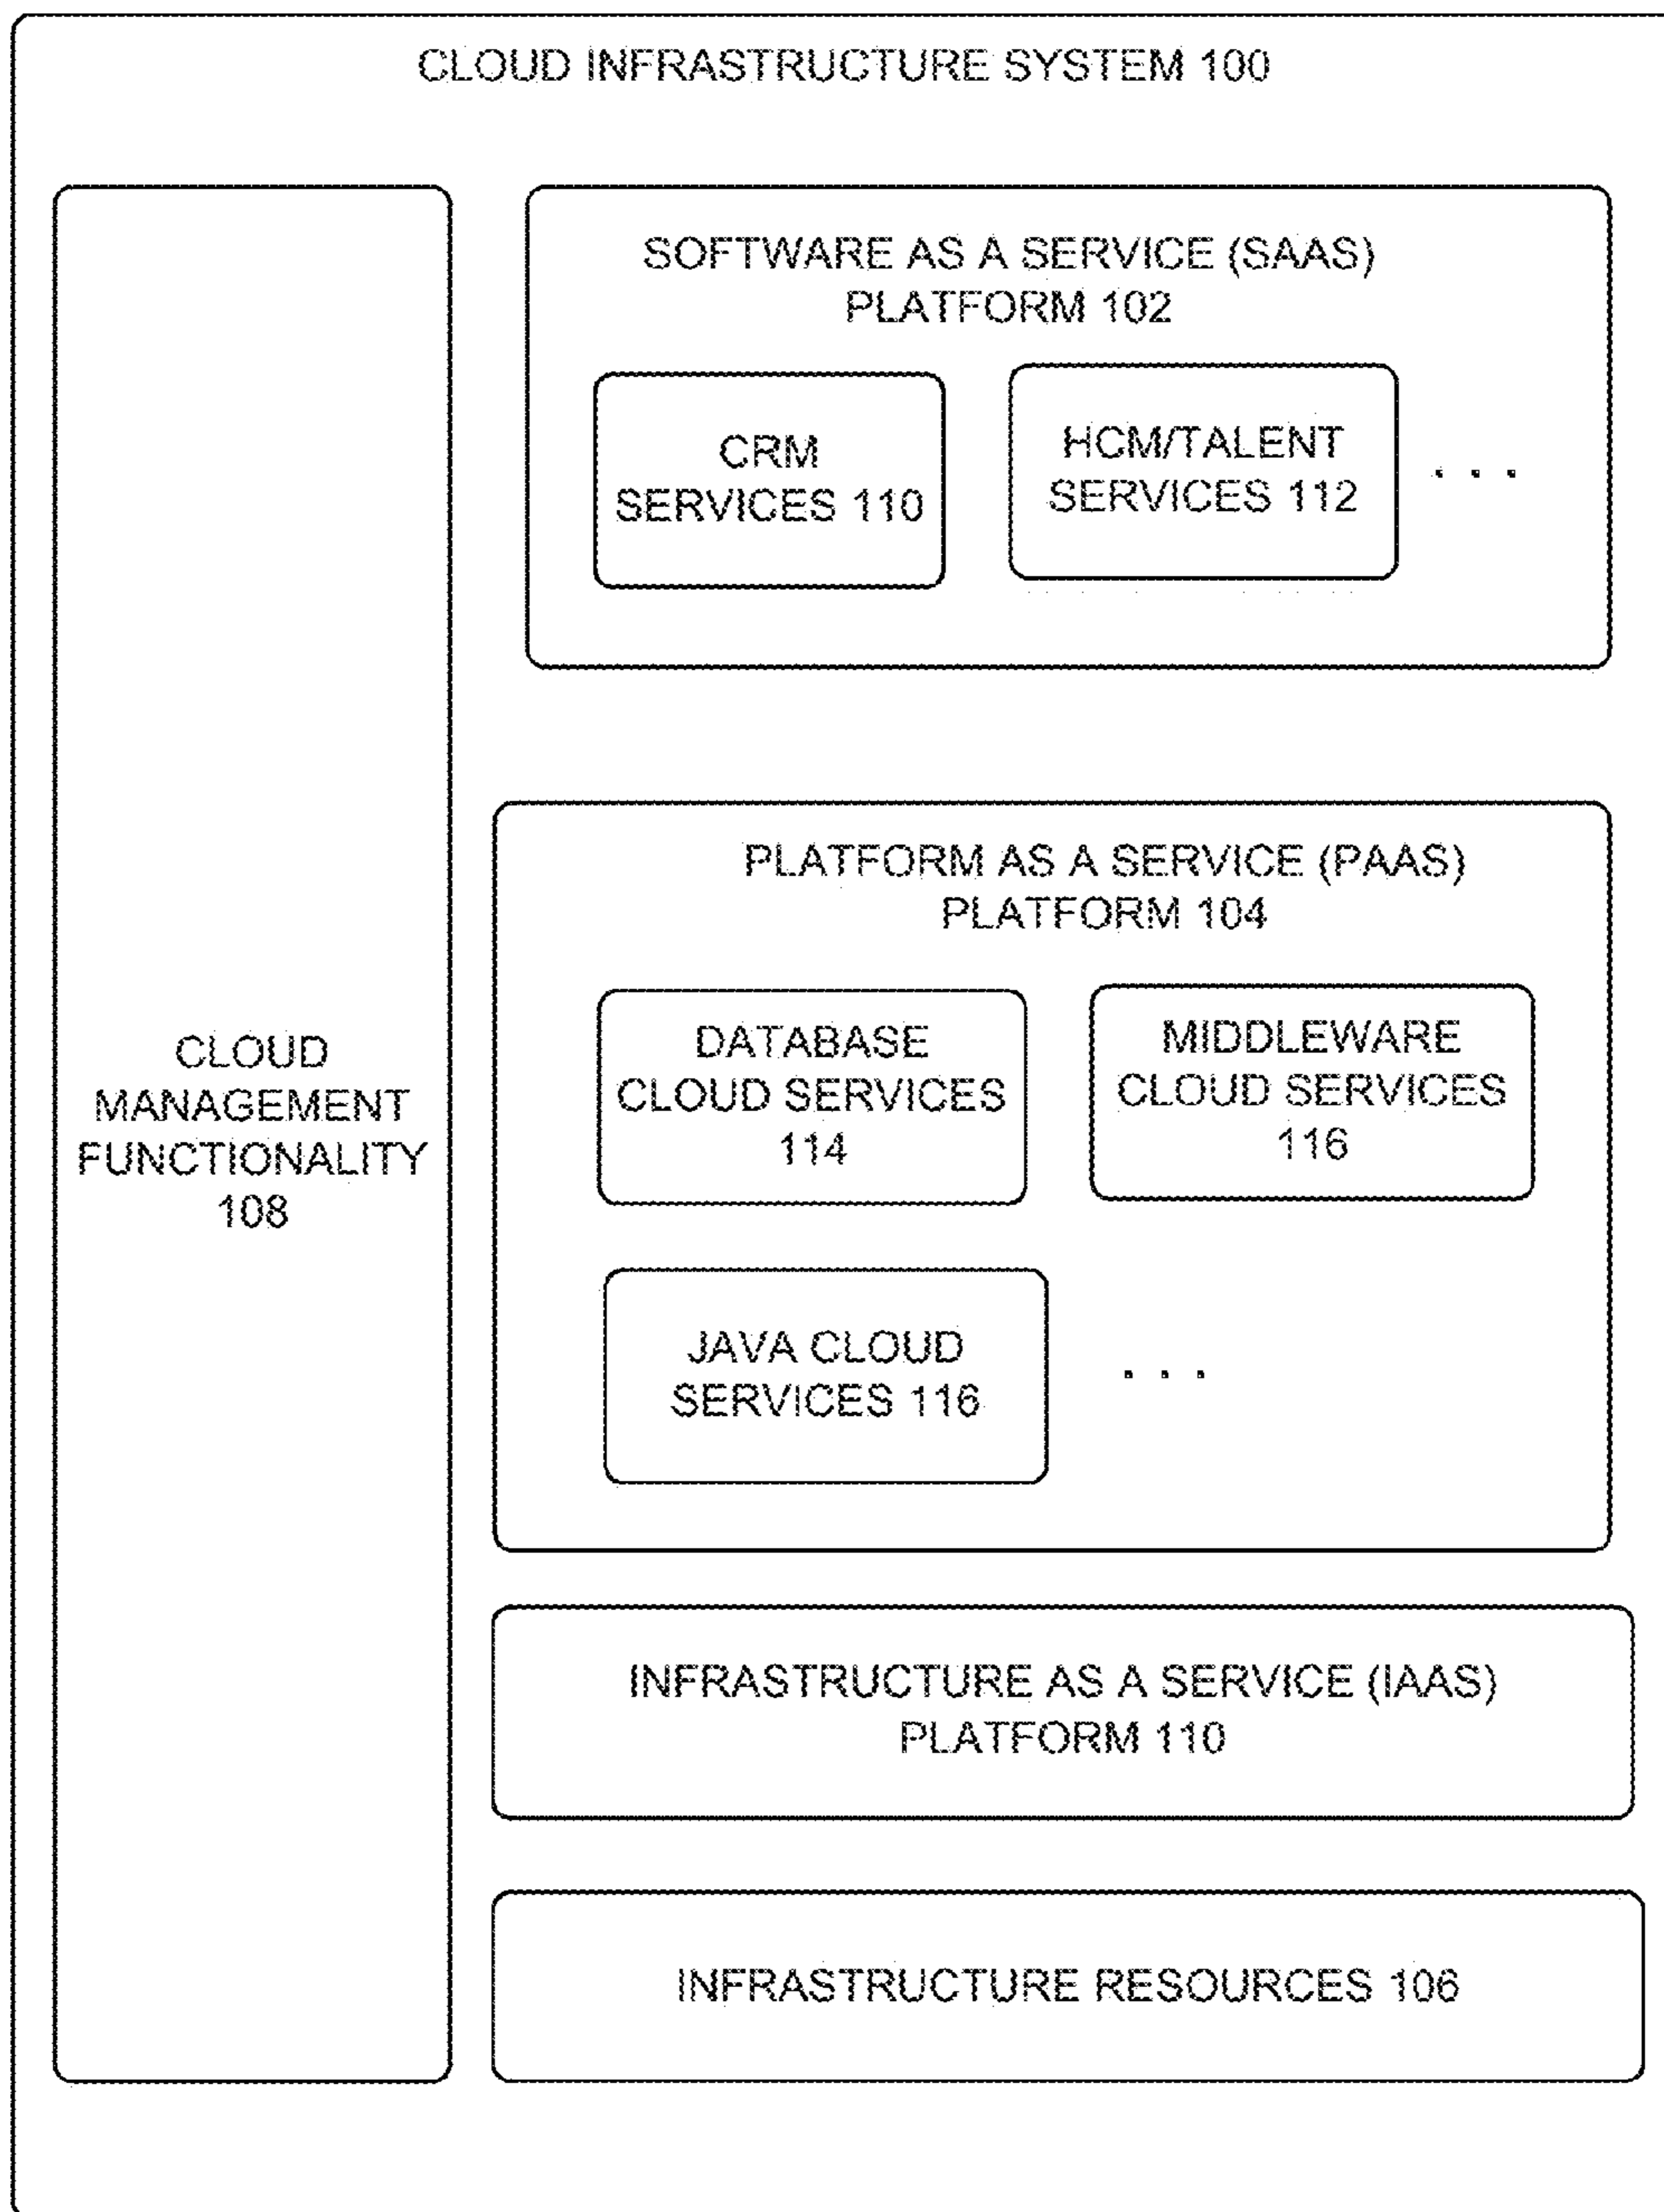 CLOUD INFRASTRUCTURE SYSTEM 100
SOFTWARE AS A SERVICE (SAAS)
PLATFORM 102
CRM
SERVICES 110
HCM/TALENT
SERVICES 112
. . .
CLOUD
MANAGEMENT
FUNCTIONALITY
108
PLATFORM AS A SERVICE (PAAS)
PLATFORM 104
DATABASE
CLOUD SERVICES
114
MIDDLEWARE
CLOUD SERVICES
116
JAVA CLOUD
SERVICES 116
. . .
INFRASTRUCTURE AS A SERVICE (IAAS)
PLATFORM 110
INFRASTRUCTURE RESOURCES 106